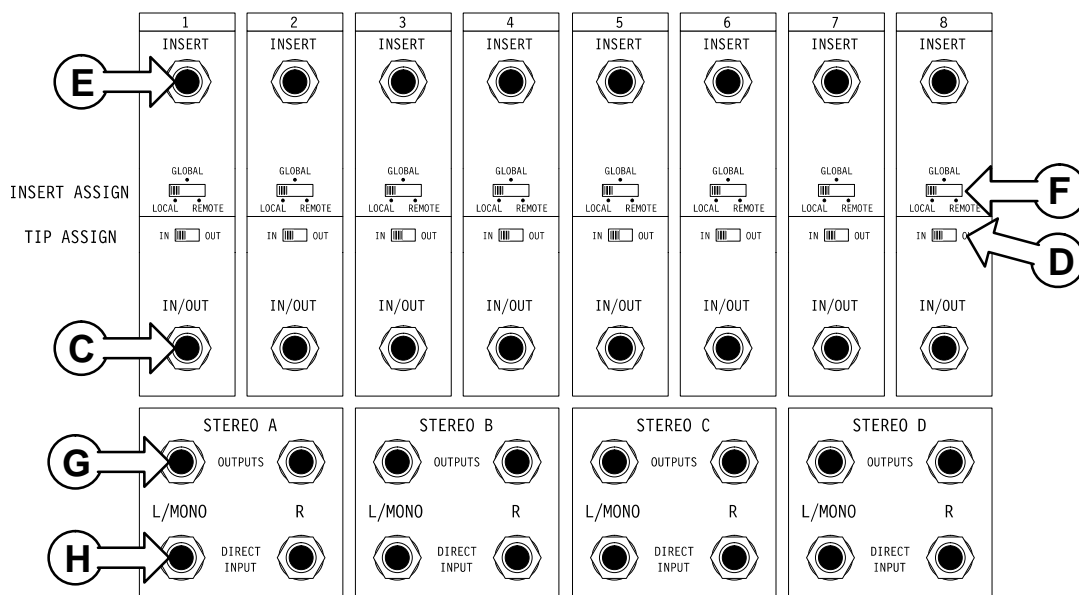 1 2 3 4 5 6 7 8
INSERT INSERT INSERT INSERT INSERT INSERT INSERT INSERT
E
GLOBAL GLOBAL GLOBAL GLOBAL GLOBAL GLOBAL GLOBAL GLOBAL
INSERT ASSIGN
F
LOCAL REMOTE LOCAL REMOTE LOCAL REMOTE LOCAL REMOTE LOCAL REMOTE LOCAL REMOTE LOCAL REMOTE LOCAL REMOTE
TIP ASSIGN
IN OUT IN OUT IN OUT IN OUT IN OUT IN OUT IN OUT IN
D
IN/OUT IN/OUT IN/OUT IN/OUT IN/OUT IN/OUT IN/OUT IN/OUT
C
STEREO A STEREO B STEREO C STEREO D
G
OUTPUTS OUTPUTS OUTPUTS OUTPUTS
L/MONO R L/MONO R L/MONO R L/MONO R
H
DIRECT DIRECT DIRECT DIRECT
INPUT INPUT INPUT INPUT